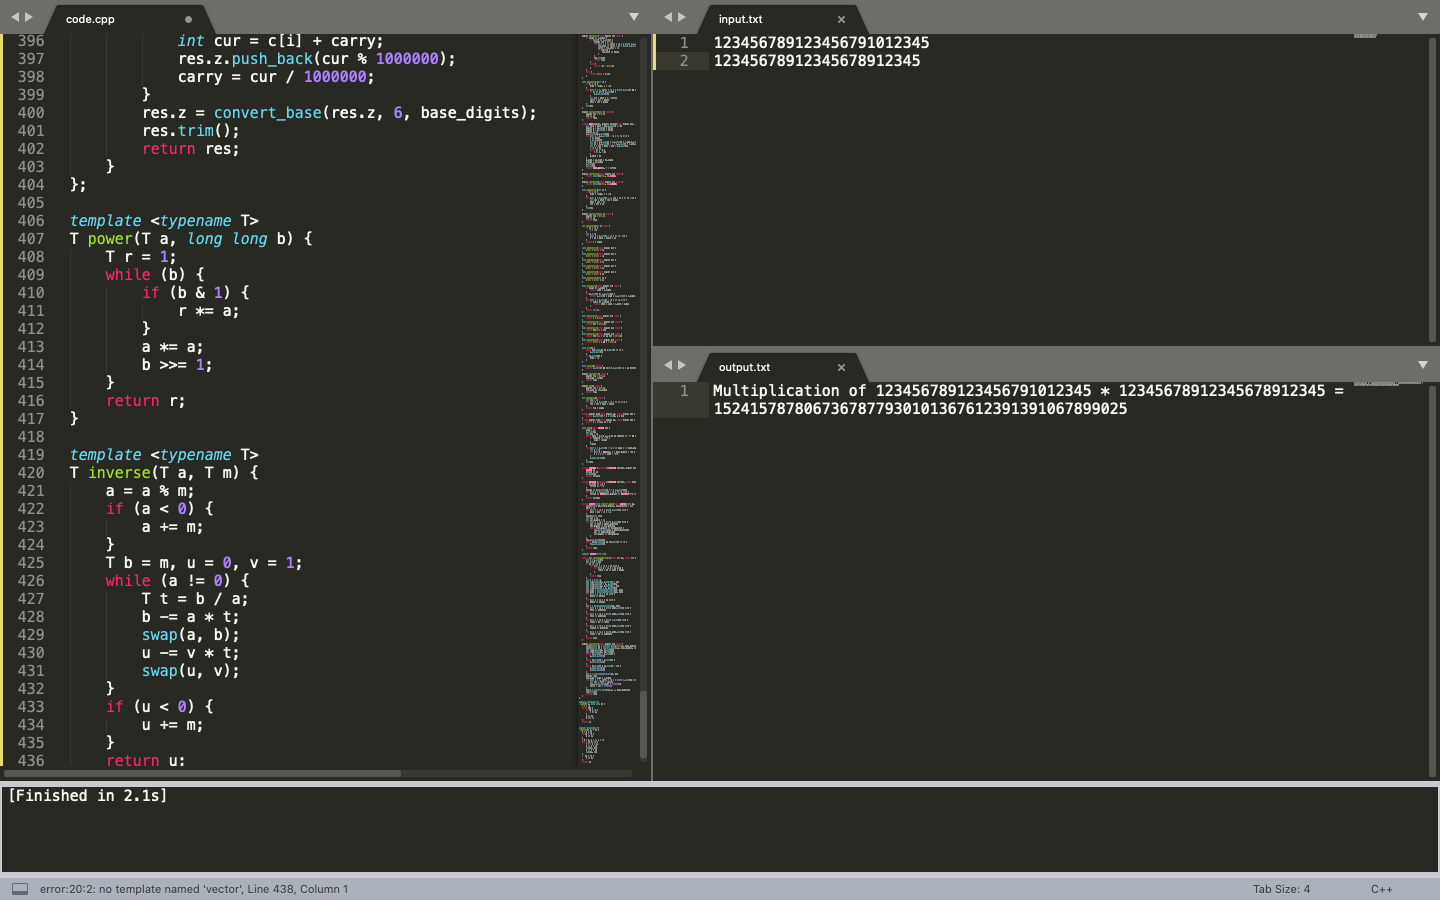 code.cpp
396 int cur = c[i] + carry;
397 res.z.push_back(cur % 1000000);
398 carry = cur / 1000000;
399 }
400 res.z = convert_base(res.z, 6, base_digits);
401 res.trim();
402 return res;
403 }
404 };
405
406 template <typename T>
407 T power(T a, long long b) {
408 T r = 1;
409 while (b) {
410 if (b & 1) {
411 r *= a;
412 }
413 a *= a;
414 b >>= 1;
415 }
416 return r;
417 }
418
419 template <typename T>
420 T inverse(T a, T m) {
421 a = a % m;
422 if (a < 0) {
423 a += m;
424 }
425 T b = m, u = 0, v = 1;
426 while (a != 0) {
427 T t = b / a;
428 b -= a * t;
429 swap(a, b);
430 u -= v * t;
431 swap(u, v);
432 }
433 if (u < 0) {
434 u += m;
435 }
436 return u;
input.txt
1 123456789123456791012345
2 12345678912345678912345
output.txt
1 Multiplication of 123456789123456791012345 * 12345678912345678912345 =
1524157878067367877930101367612391391067899025
[Finished in 2.1s]
error:20:2: no template named 'vector', Line 438, Column 1
Tab Size: 4
C++